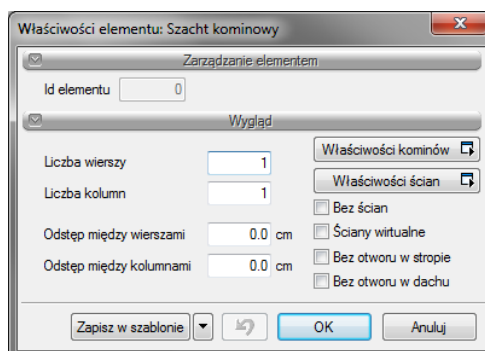 Właściwości elementu: Szacht kominowy
Zarządzanie elementem
Id elementu 0
Wygląd
Liczba wierszy 1
Liczba kolumn 1
Odstęp między wierszami 0.0 cm
Odstęp między kolumnami 0.0 cm
Właściwości kominów
Właściwości ścian
Bez ścian
Ściany wirtualne
Bez otworu w stropie
Bez otworu w dachu
Zapisz w szablonie
OK
Anuluj